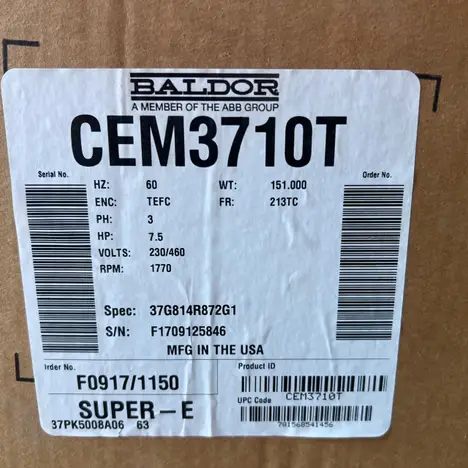 BALDOR
A MEMBER OF THE ABB GROUP
CEM3710T
Serial No.
Order No.
HZ: 60 WT: 151.000
ENC: TEFC FR: 213TC
PH: 3
HP: 7.5
VOLTS: 230/460
RPM: 1770
Spec: 37G814R872G1
S/N: F1709125846
MFG IN THE USA
Order No.
F0917/1150
Product ID
CEM3710T
SUPER-E
UPC Code
37PK5008A06 63
781568541456